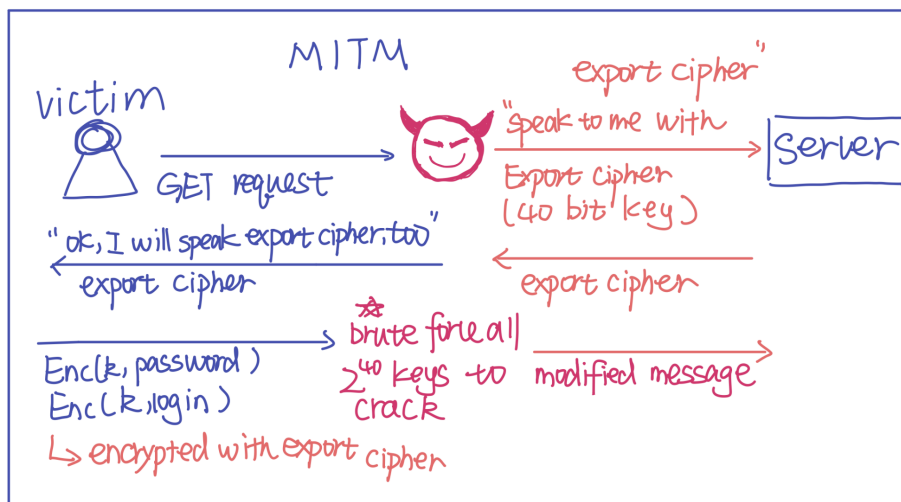 MITM
victim
export cipher"
"speak to me with
Export cipher
(40 bit key)
Server
GET request
"ok, I will speak export cipher, too"
export cipher
export cipher
brute force all
2^40 keys to
crack
Enc(k, password)
Enc(k, login)
modified message
encrypted with export cipher